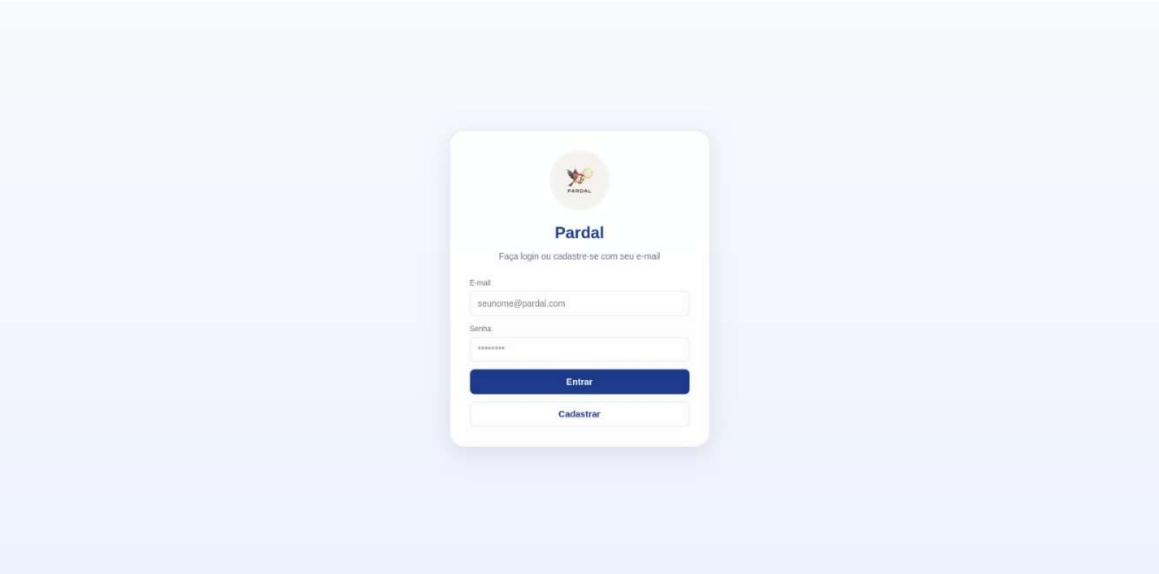 PARDAL
Pardal
Faça login ou cadastre-se com seu e-mail
E-mail
seunome@pardal.com
Senha
********
Entrar
Cadastrar